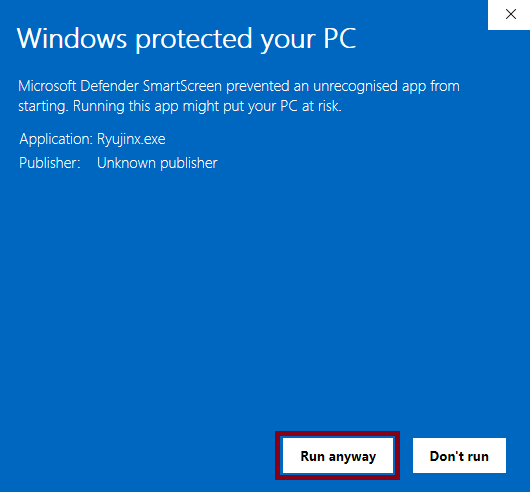 Windows protected your PC
Microsoft Defender SmartScreen prevented an unrecognised app from
starting. Running this app might put your PC at risk.
Application: Ryujinx.exe
Publisher: Unknown publisher
Run anyway Don't run